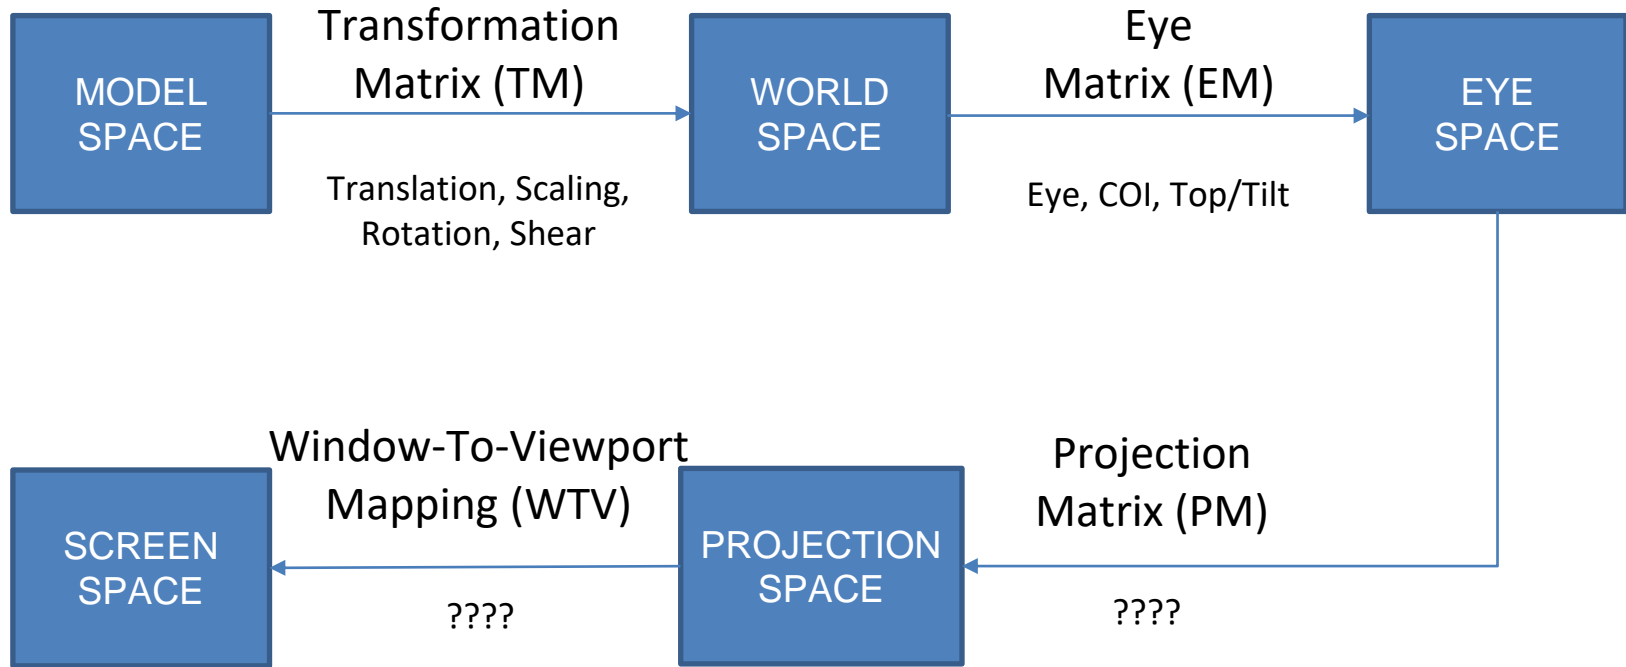 MODEL
SPACE
Transformation
Matrix (TM)
Translation, Scaling,
Rotation, Shear
WORLD
SPACE
Eye
Matrix (EM)
Eye, COI, Top/Tilt
EYE
SPACE
Projection
Matrix (PM)
????
PROJECTION
SPACE
Window-To-Viewport
Mapping (WTV)
????
SCREEN
SPACE